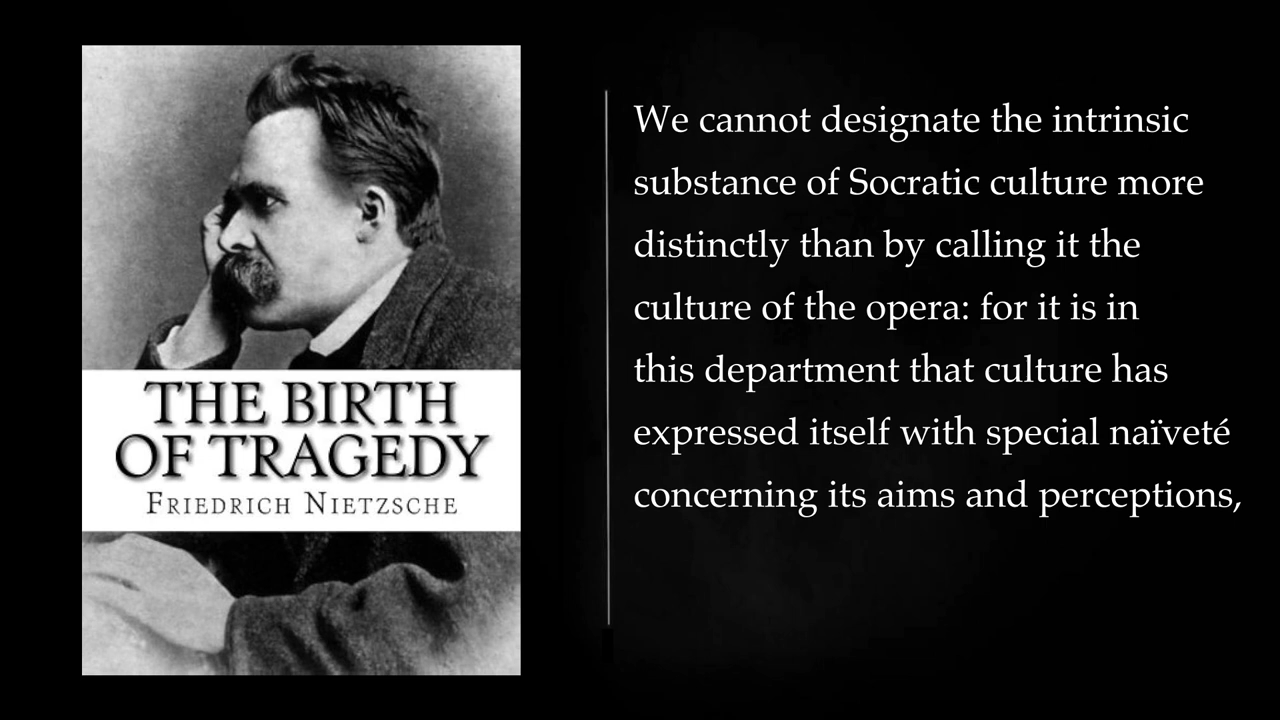 THE BIRTH
OF TRAGEDY
FRIEDRICH NIETZSCHE
We cannot designate the intrinsic
substance of Socratic culture more
distinctly than by calling it the
culture of the opera: for it is in
this department that culture has
expressed itself with special naïveté
concerning its aims and perceptions,